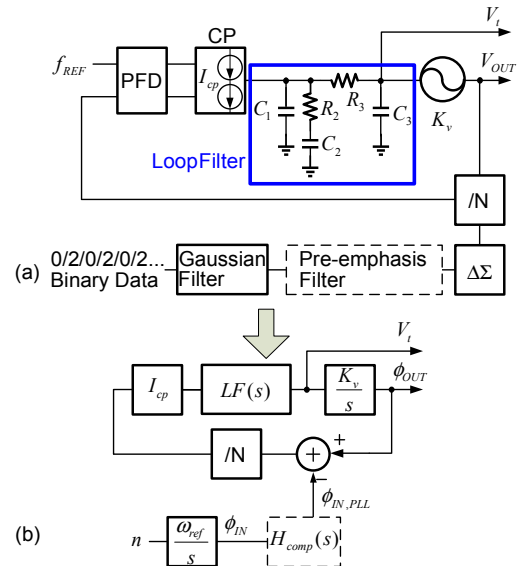 V_t
CP
f_REF
PFD
I_cp
V_OUT
R_3
C_1
R_2
C_3
K_v
C_2
LoopFilter
/N
(a)
0/2/0/2/0/2...
Binary Data
Gaussian
Filter
Pre-emphasis
Filter
ΔΣ
V_t
I_cp
LF(s)
K_v
s
ϕ_OUT
/N
+
+
−
ϕ_IN,PLL
(b)
n
ω_ref
s
ϕ_IN
H_comp(s)